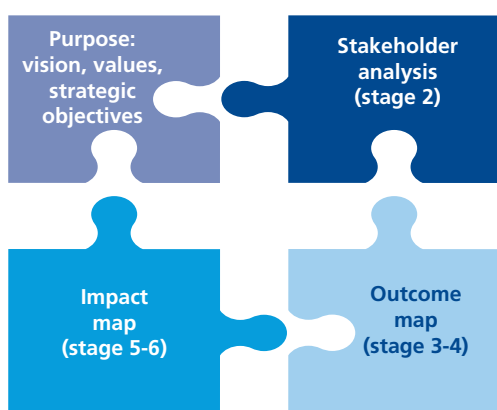 Purpose:
vision, values,
strategic
objectives
Stakeholder
analysis
(stage 2)
Impact
map
(stage 5-6)
Outcome
map
(stage 3-4)